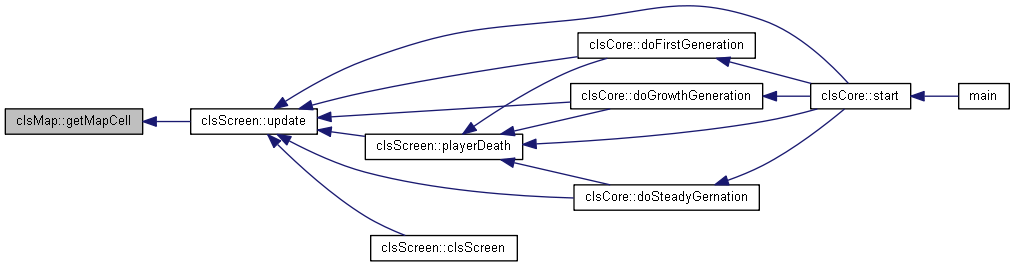 clsMap::getMapCell
clsScreen::update
clsCore::doFirstGeneration
clsCore::doGrowthGeneration
clsScreen::playerDeath
clsCore::doSteadyGernation
clsScreen::clsScreen
clsCore::start
main